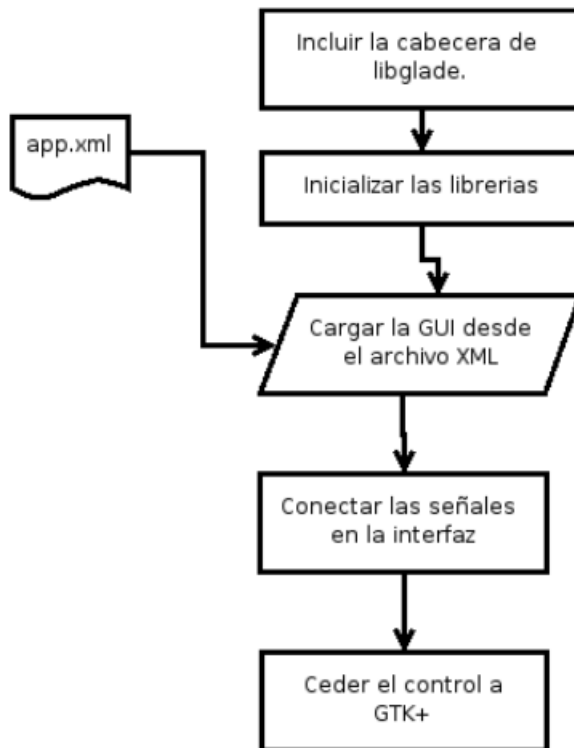 Incluir la cabecera de
libglade.
app.xml
Inicializar las librerias
Cargar la GUI desde
el archivo XML
Conectar las señales
en la interfaz
Ceder el control a
GTK+